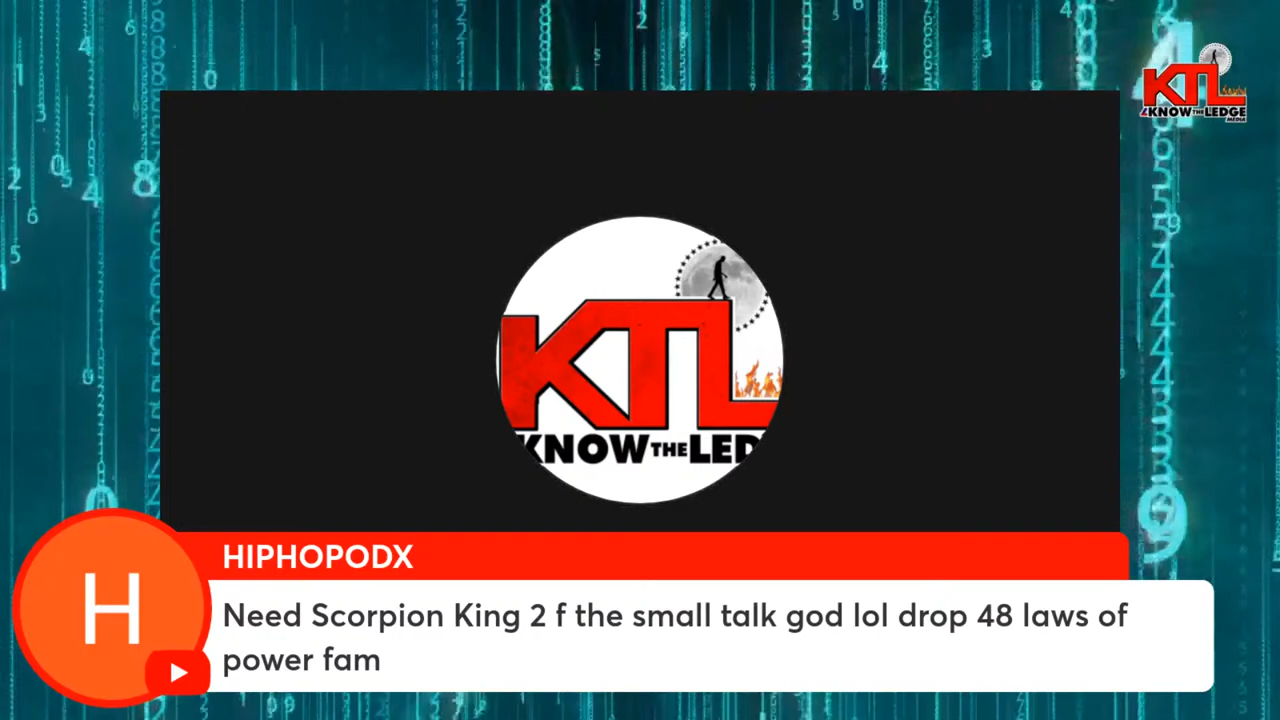 KTL
KNOW THE LEDGE
MEDIA
KTL
KNOW THE LED
HIPHOPODX
H
Need Scorpion King 2 f the small talk god lol drop 48 laws of
power fam